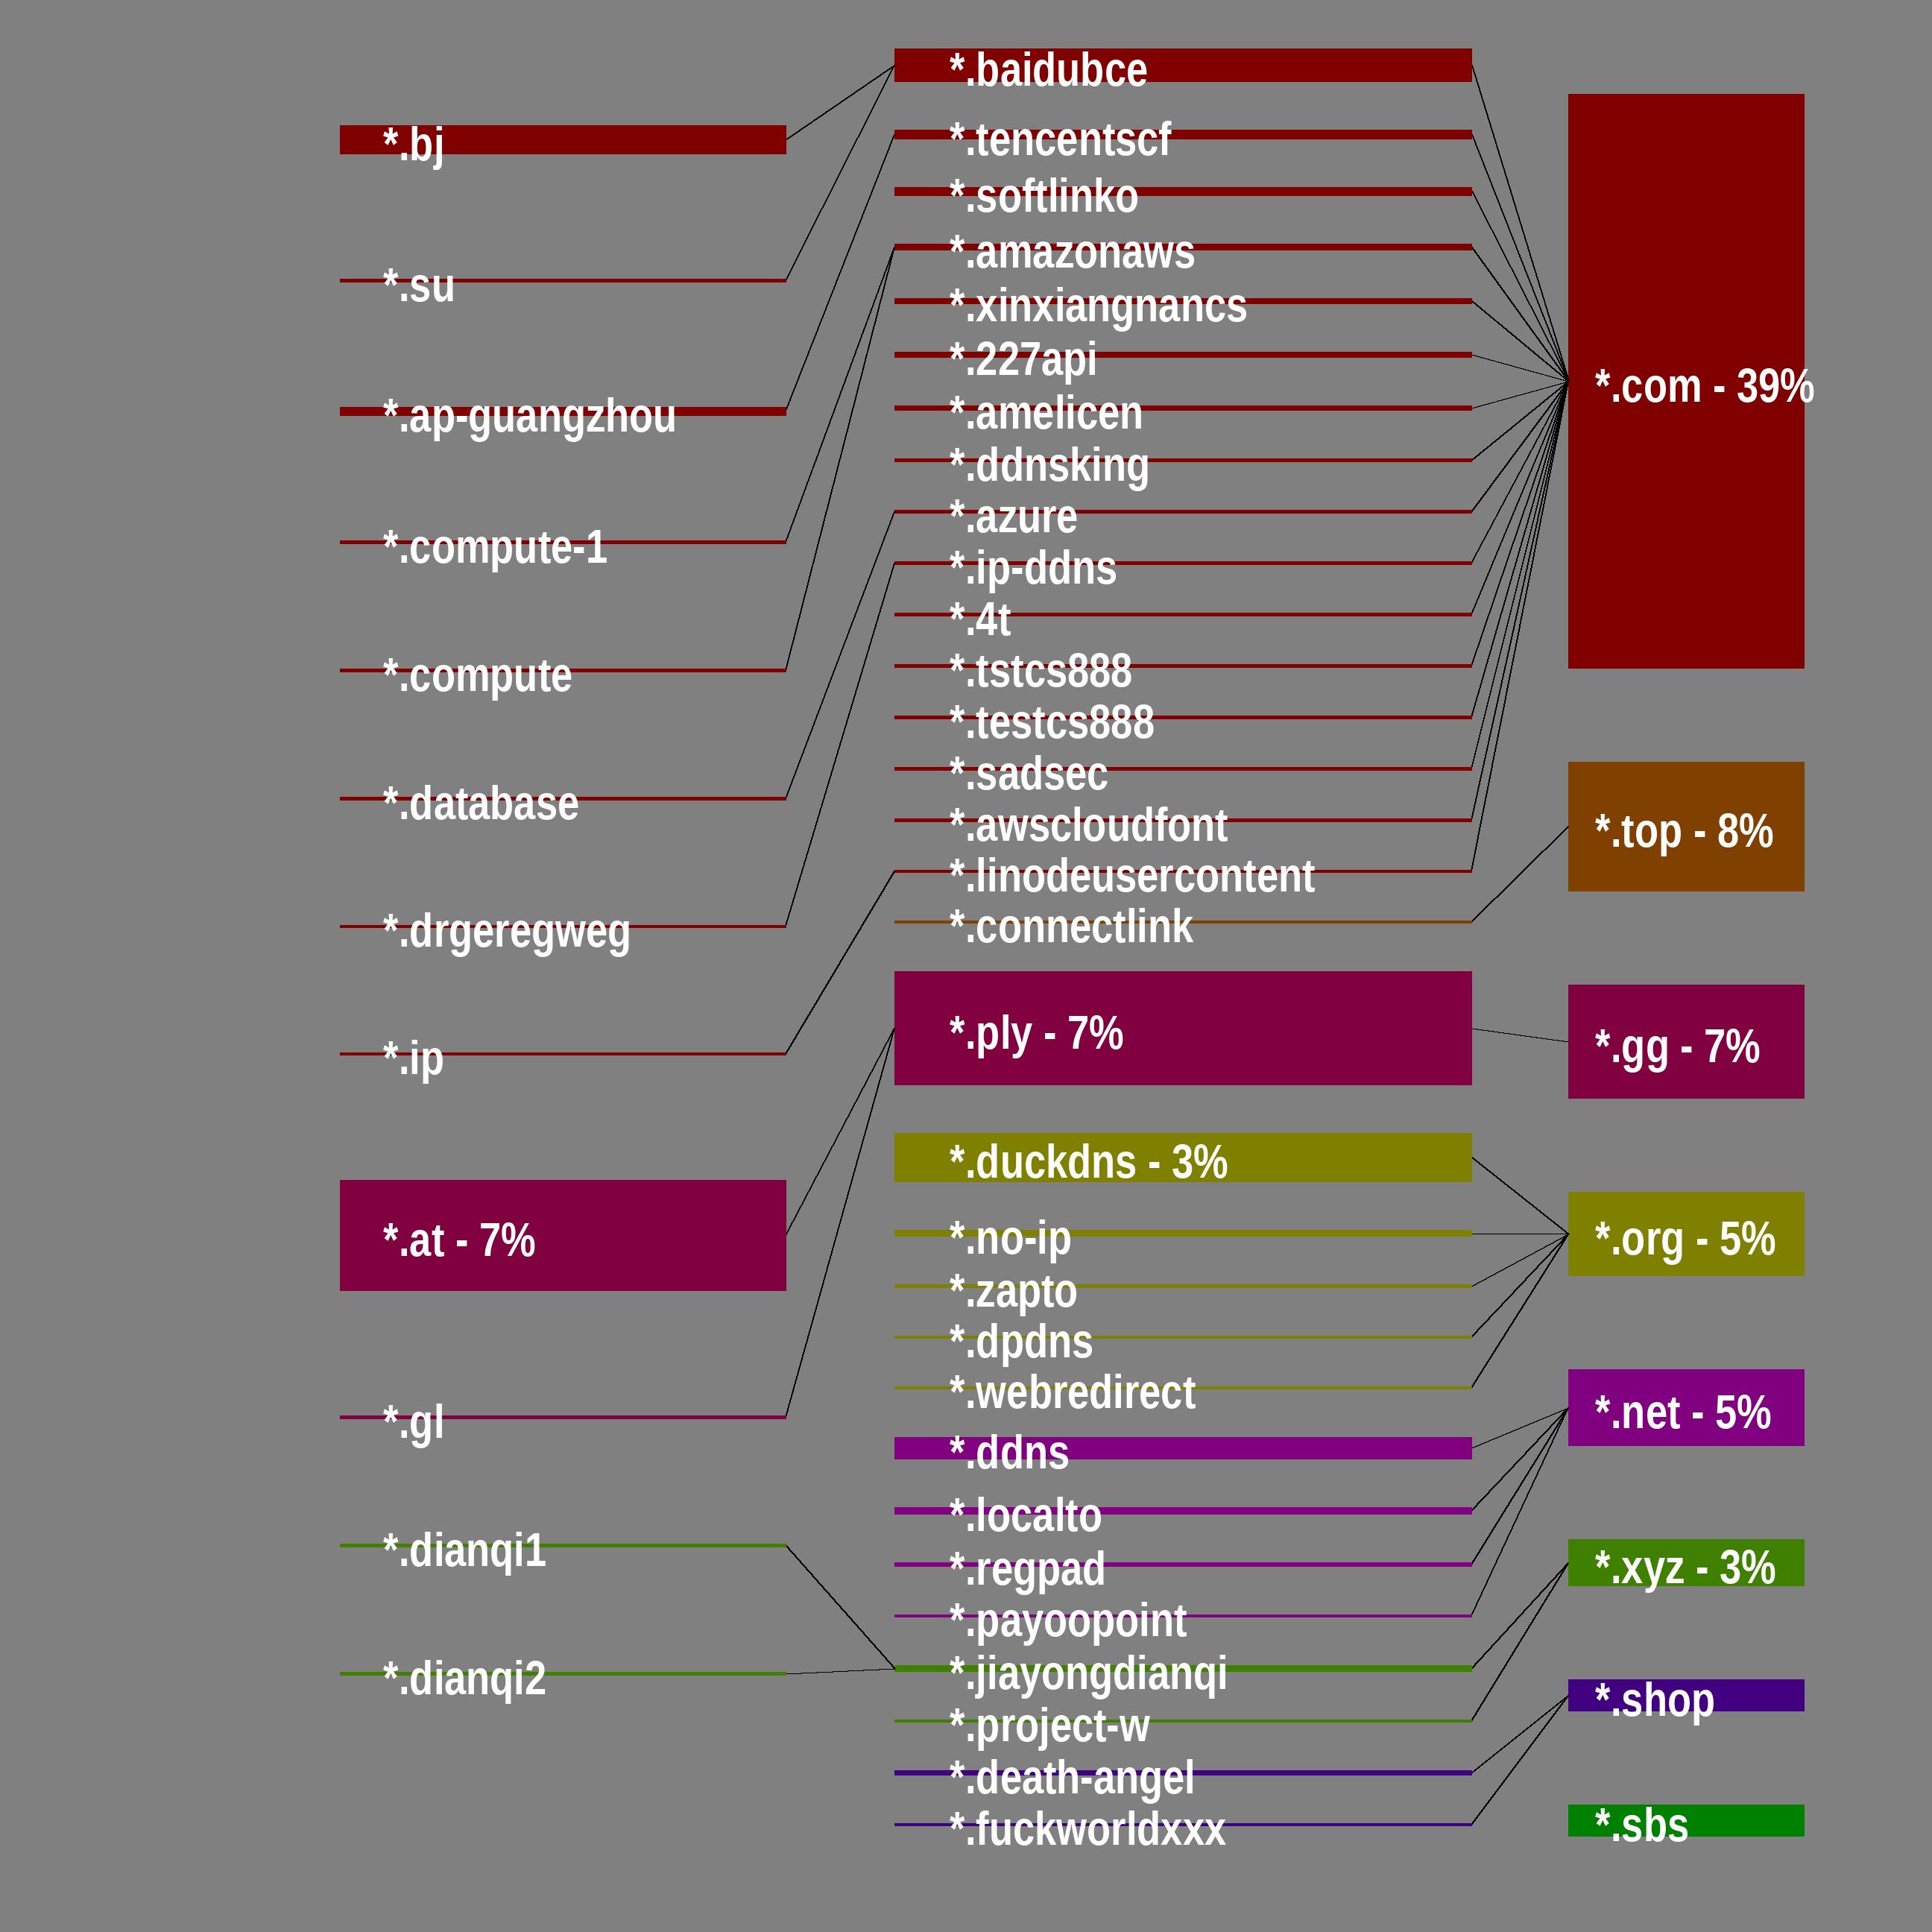 *.bj
*.su
*.ap-guangzhou
*.compute-1
*.compute
*.database
*.drgeregweg
*.ip
*.at - 7%
*.gl
*.dianqi1
*.dianqi2
*.baidubce
*.tencentscf
*.softlinko
*.amazonaws
*.xinxiangnancs
*.227api
*.amelicen
*.ddnsking
*.azure
*.ip-ddns
*.4t
*.tstcs888
*.testcs888
*.sadsec
*.awscloudfont
*.linodeusercontent
*.connectlink
*.ply - 7%
*.duckdns - 3%
*.no-ip
*.zapto
*.dpdns
*.webredirect
*.ddns
*.localto
*.regpad
*.payoopoint
*.jiayongdianqi
*.project-w
*.death-angel
*.fuckworldxxx
*.com - 39%
*.top - 8%
*.gg - 7%
*.org - 5%
*.net - 5%
*.xyz - 3%
*.shop
*.sbs